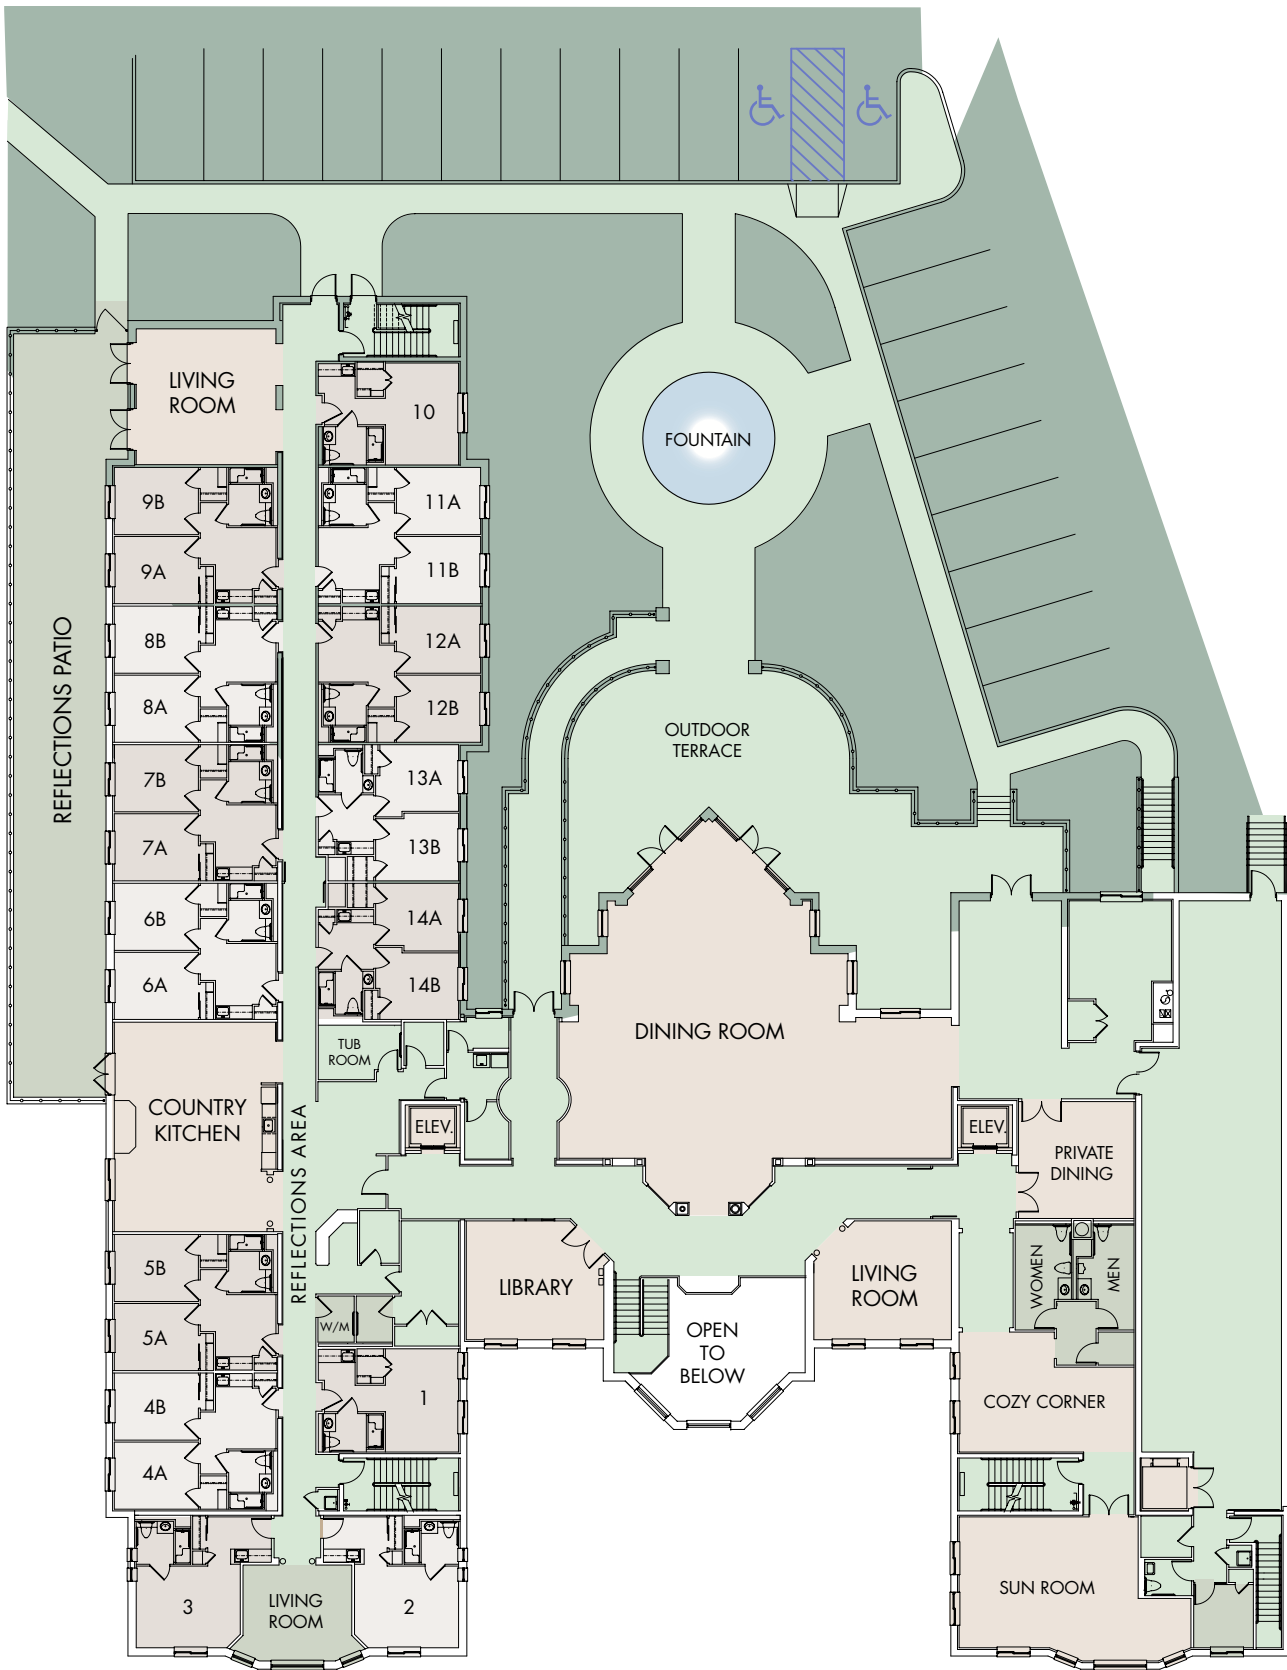 LIVING
ROOM
10
FOUNTAIN
9B
11A
9A
11B
8B
12A
8A
12B
REFLECTIONS PATIO
OUTDOOR
TERRACE
7B
13A
7A
13B
6B
14A
6A
14B
DINING ROOM
TUB
ROOM
COUNTRY
KITCHEN
REFLECTIONS AREA
ELEV.
ELEV.
PRIVATE
DINING
5B
LIBRARY
LIVING
ROOM
WOMEN
MEN
5A
W/M
OPEN
TO
BELOW
4B
1
COZY CORNER
4A
3
LIVING
ROOM
2
SUN ROOM